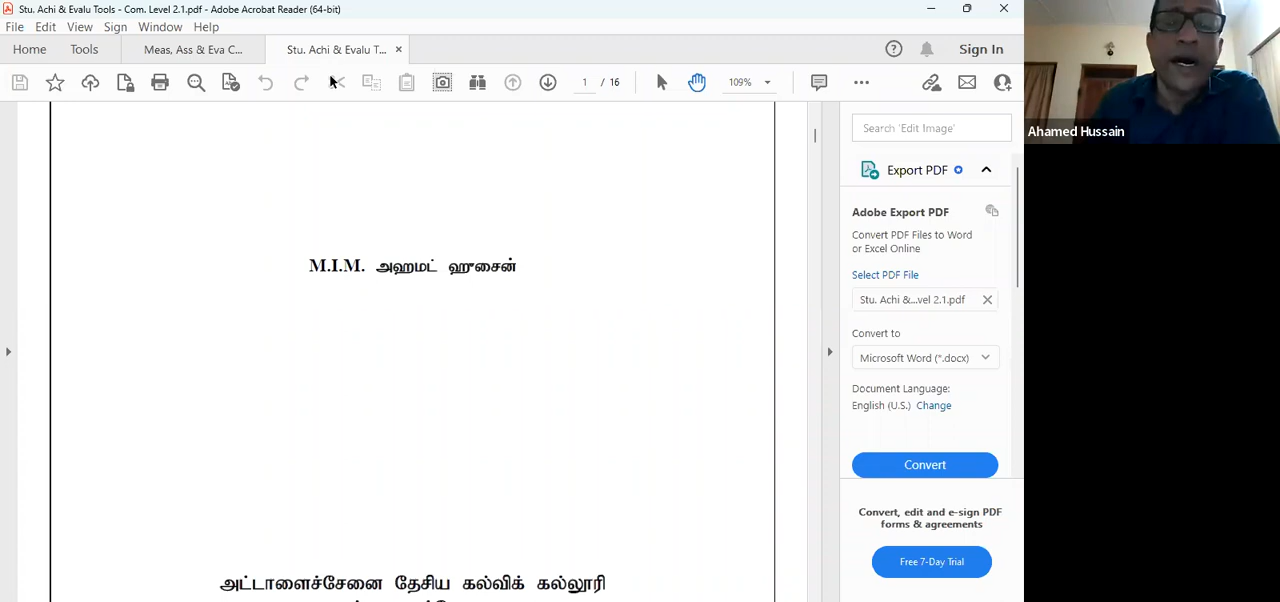 Stu. Achi & Evalu Tools - Com. Level 2.1.pdf - Adobe Acrobat Reader (64-bit)
File Edit View Sign Window Help
Home Tools Meas, Ass & Eva C... Stu. Achi & Evalu T... × Sign In
1 / 16 109%
Ahamed Hussain
Search 'Edit Image'
Export PDF
Adobe Export PDF
Convert PDF Files to Word
or Excel Online
Select PDF File
Stu. Achi &...vel 2.1.pdf
Convert to
Microsoft Word (*.docx)
Document Language:
English (U.S.) Change
Convert
Convert, edit and e-sign PDF
forms & agreements
Free 7-Day Trial
M.I.M. அஹமட் ஹுசைன்
அட்டாளைச்சேனை தேசிய கல்விக் கல்லூரி